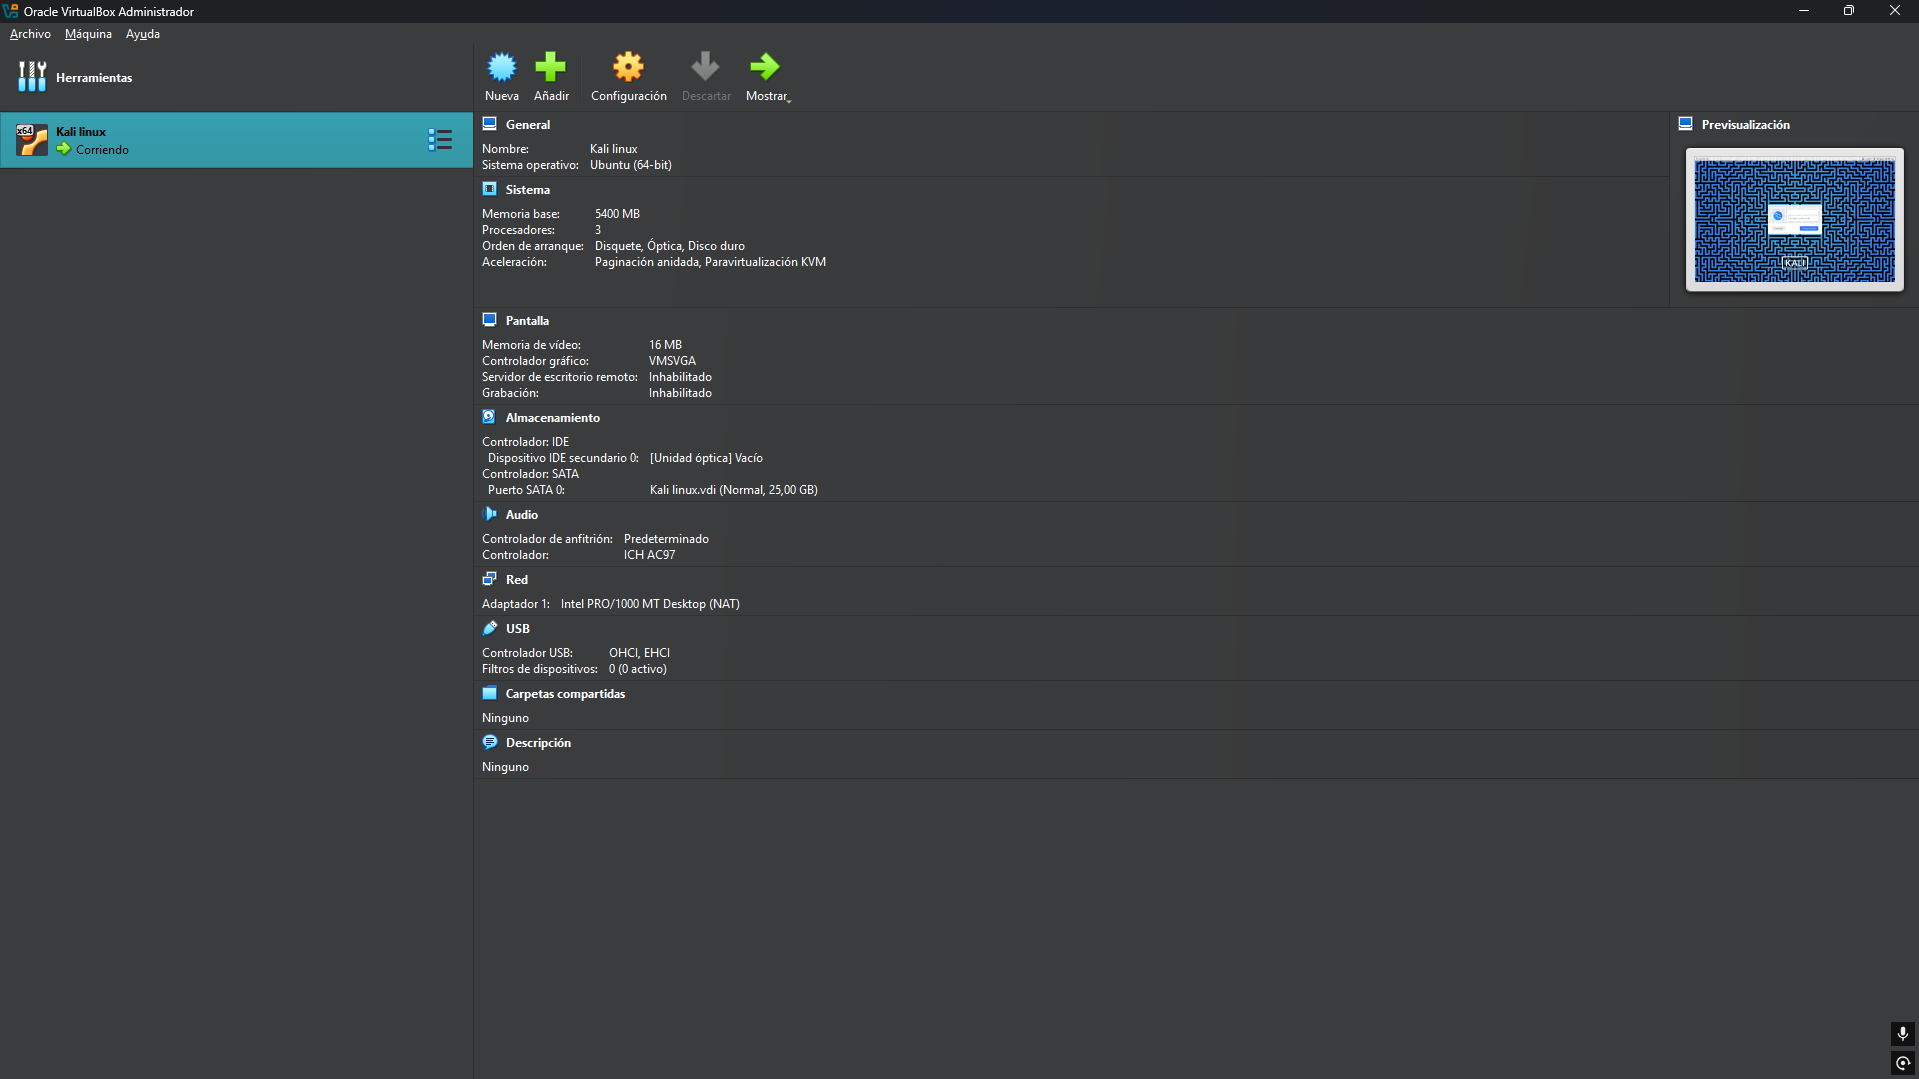 Oracle VirtualBox Administrador
Archivo Máquina Ayuda
Herramientas
Nueva Añadir Configuración Descartar Mostrar
x64
Kali linux
Corriendo
General
Nombre: Kali linux
Sistema operativo: Ubuntu (64-bit)
Sistema
Memoria base: 5400 MB
Procesadores: 3
Orden de arranque: Disquete, Óptica, Disco duro
Aceleración: Paginación anidada, Paravirtualización KVM
Previsualización
KALI
Pantalla
Memoria de vídeo: 16 MB
Controlador gráfico: VMSVGA
Servidor de escritorio remoto: Inhabilitado
Grabación: Inhabilitado
Almacenamiento
Controlador: IDE
Dispositivo IDE secundario 0: [Unidad óptica] Vacío
Controlador: SATA
Puerto SATA 0: Kali linux.vdi (Normal, 25,00 GB)
Audio
Controlador de anfitrión: Predeterminado
Controlador: ICH AC97
Red
Adaptador 1: Intel PRO/1000 MT Desktop (NAT)
USB
Controlador USB: OHCI, EHCI
Filtros de dispositivos: 0 (0 activo)
Carpetas compartidas
Ninguno
Descripción
Ninguno